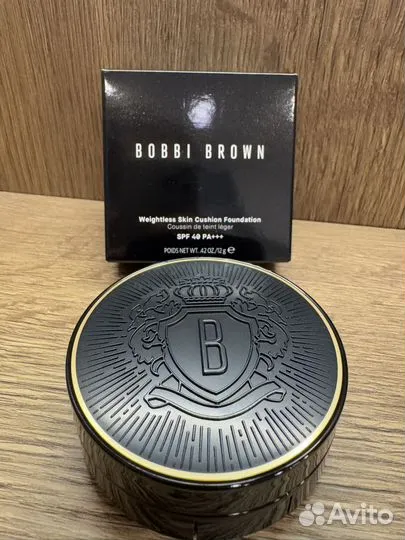 BOBBI BROWN
Weightless Skin Cushion Foundation
Coussin de teint léger
SPF 40 PA+++
POIDS NET WT. .42 OZ./12 g ℮
B
Avito